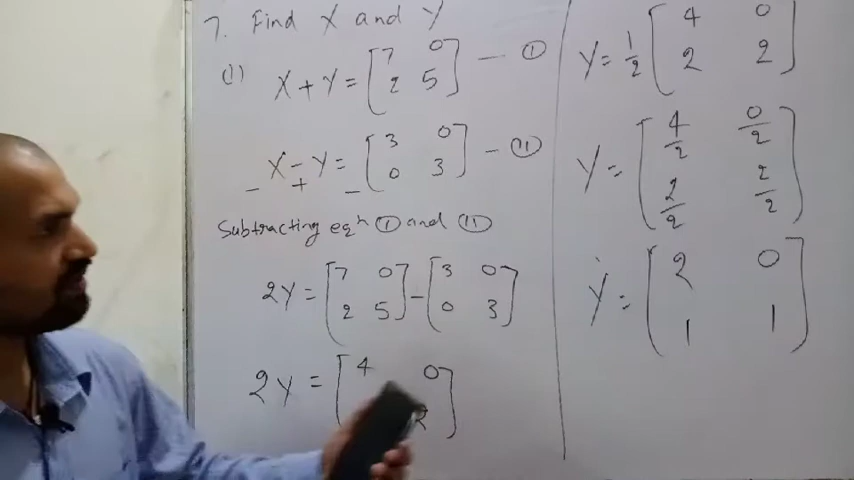 7. Find X and Y
(i) X + Y = [7 0
2 5] — (I)
X - Y = [3 0
0 3] — (II)
- + -
Subtracting eqn (I) and (II)
2Y = [7 0
2 5] - [3 0
0 3]
2Y = [4 0
2]
Y = 1/2 [4 0
2 2]
Y = [4/2 0/2
2/2 2/2]
Y = [2 0
1 1]